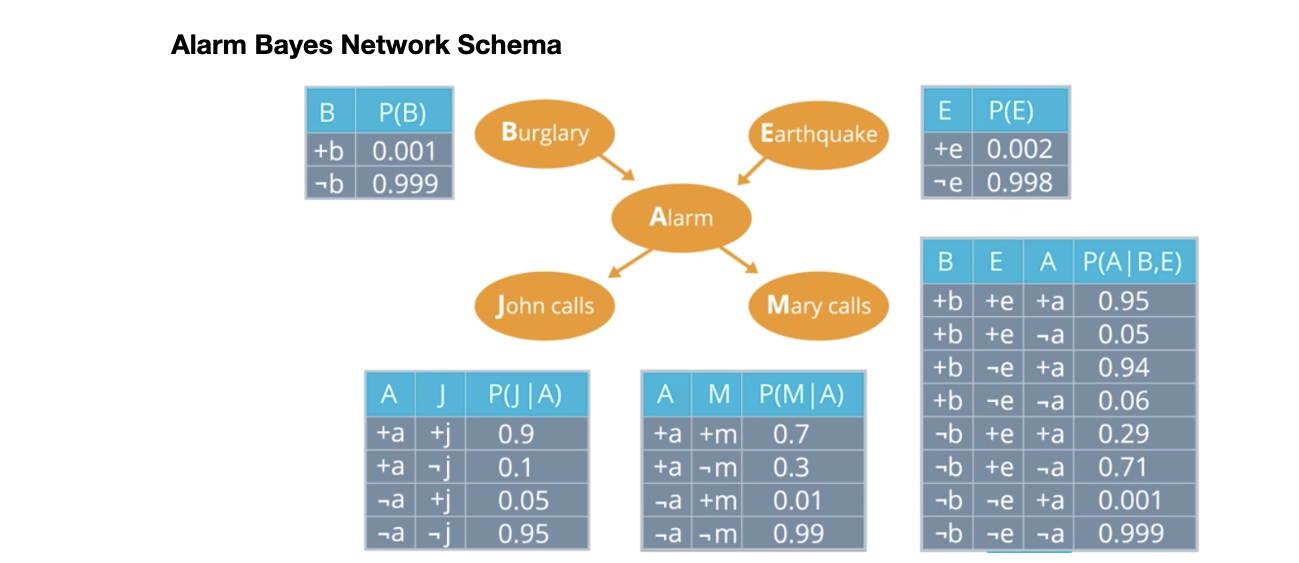 Alarm Bayes Network Schema
B P(B)
+b 0.001
¬b 0.999
Burglary
Earthquake
E P(E)
+e 0.002
¬e 0.998
Alarm
John calls
Mary calls
A J P(J|A)
+a +j 0.9
+a ¬j 0.1
¬a +j 0.05
¬a ¬j 0.95
A M P(M|A)
+a +m 0.7
+a ¬m 0.3
¬a +m 0.01
¬a ¬m 0.99
B E A P(A|B,E)
+b +e +a 0.95
+b +e ¬a 0.05
+b ¬e +a 0.94
+b ¬e ¬a 0.06
¬b +e +a 0.29
¬b +e ¬a 0.71
¬b ¬e +a 0.001
¬b ¬e ¬a 0.999